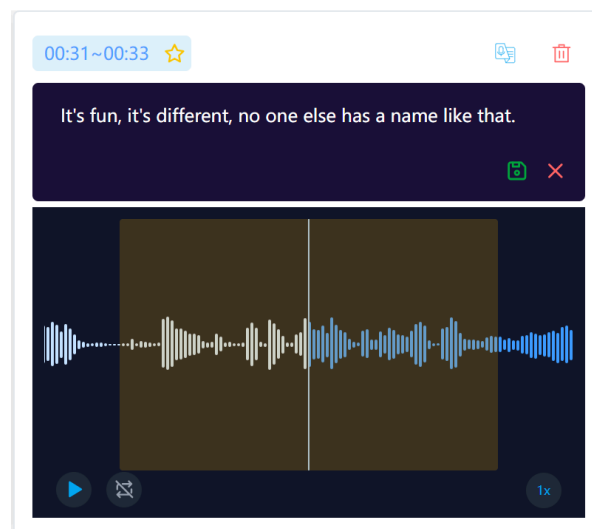 00:31~00:33
It's fun, it's different, no one else has a name like that.
1x